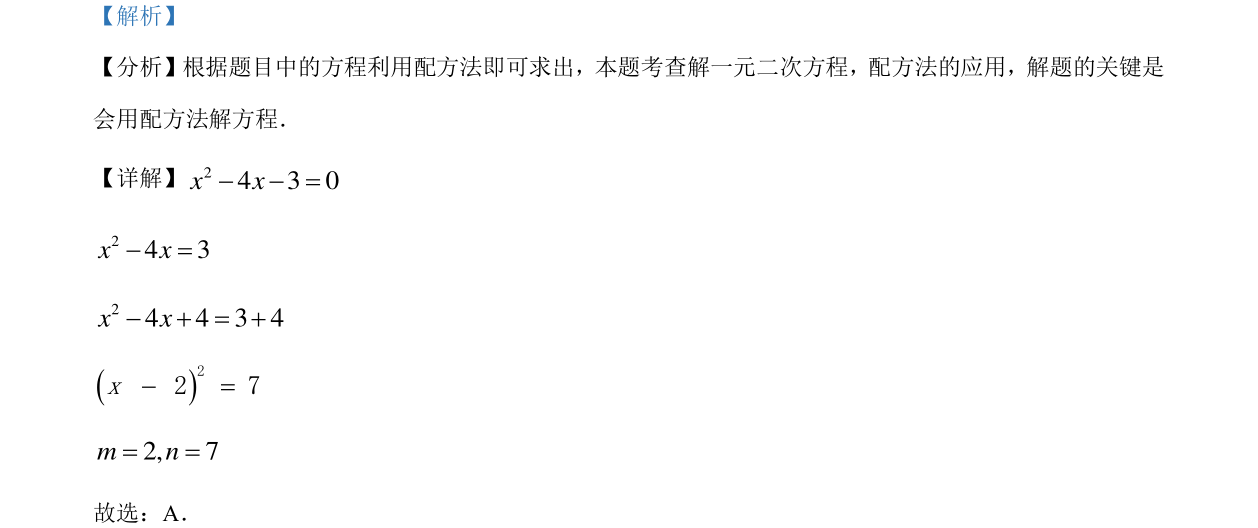 【解析】
【分析】根据题目中的方程利用配方法即可求出，本题考查解一元二次方程，配方法的应用，解题的关键是
会用配方法解方程．
【详解】x² − 4x − 3 = 0
x² − 4x = 3
x² − 4x + 4 = 3 + 4
(x − 2)² = 7
m = 2, n = 7
故选：A．